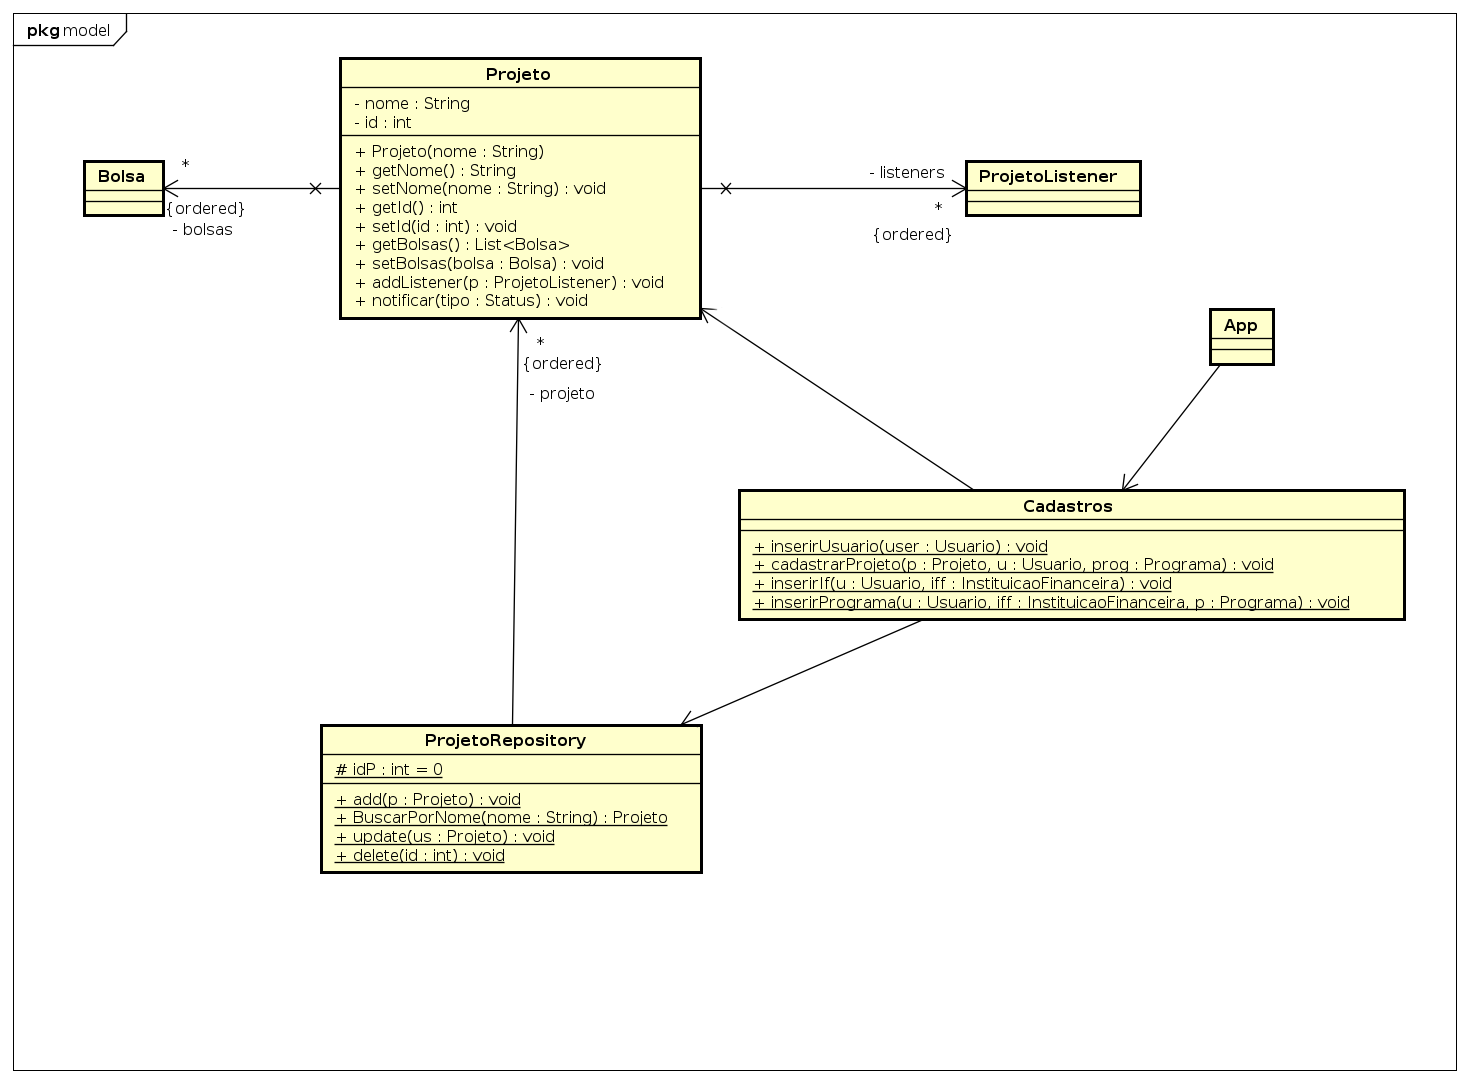 pkg model
Projeto
- nome : String
- id : int
+ Projeto(nome : String)
+ getNome() : String
+ setNome(nome : String) : void
+ getId() : int
+ setId(id : int) : void
+ getBolsas() : List<Bolsa>
+ setBolsas(bolsa : Bolsa) : void
+ addListener(p : ProjetoListener) : void
+ notificar(tipo : Status) : void
Bolsa
*
{ordered}
- bolsas
- listeners
*
{ordered}
ProjetoListener
*
{ordered}
- projeto
App
Cadastros
+ inserirUsuario(user : Usuario) : void
+ cadastrarProjeto(p : Projeto, u : Usuario, prog : Programa) : void
+ inserirIf(u : Usuario, iff : InstituicaoFinanceira) : void
+ inserirPrograma(u : Usuario, iff : InstituicaoFinanceira, p : Programa) : void
ProjetoRepository
# idP : int = 0
+ add(p : Projeto) : void
+ BuscarPorNome(nome : String) : Projeto
+ update(us : Projeto) : void
+ delete(id : int) : void